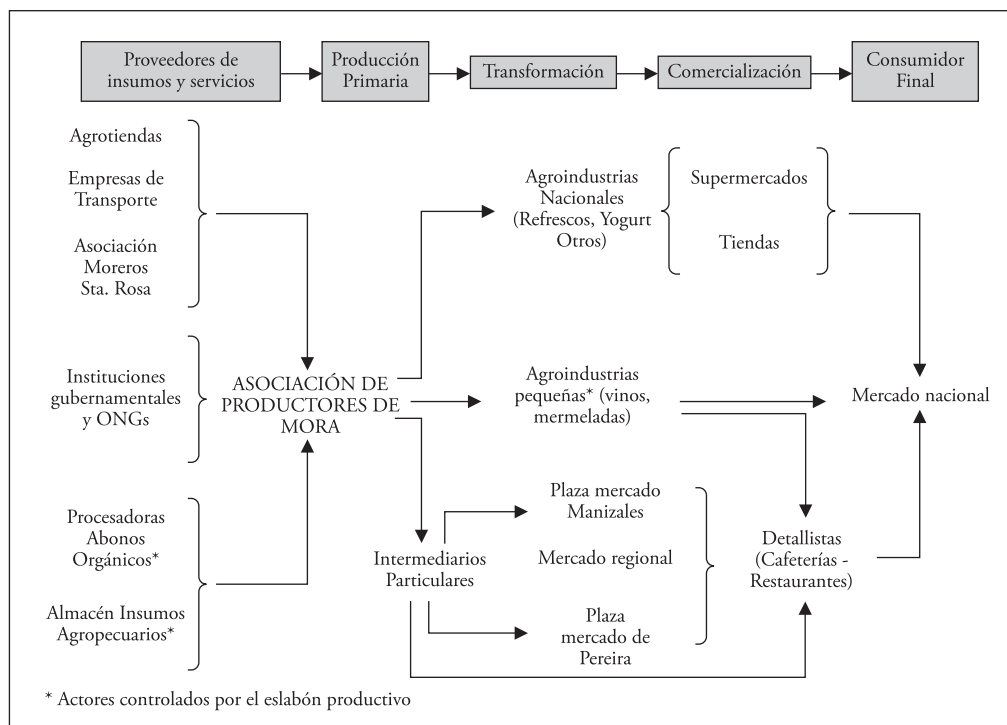 Proveedores de
insumos y servicios
Producción
Primaria
Transformación
Comercialización
Consumidor
Final
Agrotiendas
Empresas de
Transporte
Asociación
Moreros
Sta. Rosa
Instituciones
gubernamentales
y ONGs
Procesadoras
Abonos
Orgánicos*
Almacén Insumos
Agropecuarios*
ASOCIACIÓN DE
PRODUCTORES DE
MORA
Agroindustrias
Nacionales
(Refrescos, Yogurt
Otros)
Supermercados
Tiendas
Agroindustrias
pequeñas* (vinos,
mermeladas)
Mercado nacional
Intermediarios
Particulares
Plaza mercado
Manizales
Mercado regional
Plaza
mercado de
Pereira
Detallistas
(Cafeterías -
Restaurantes)
* Actores controlados por el eslabón productivo